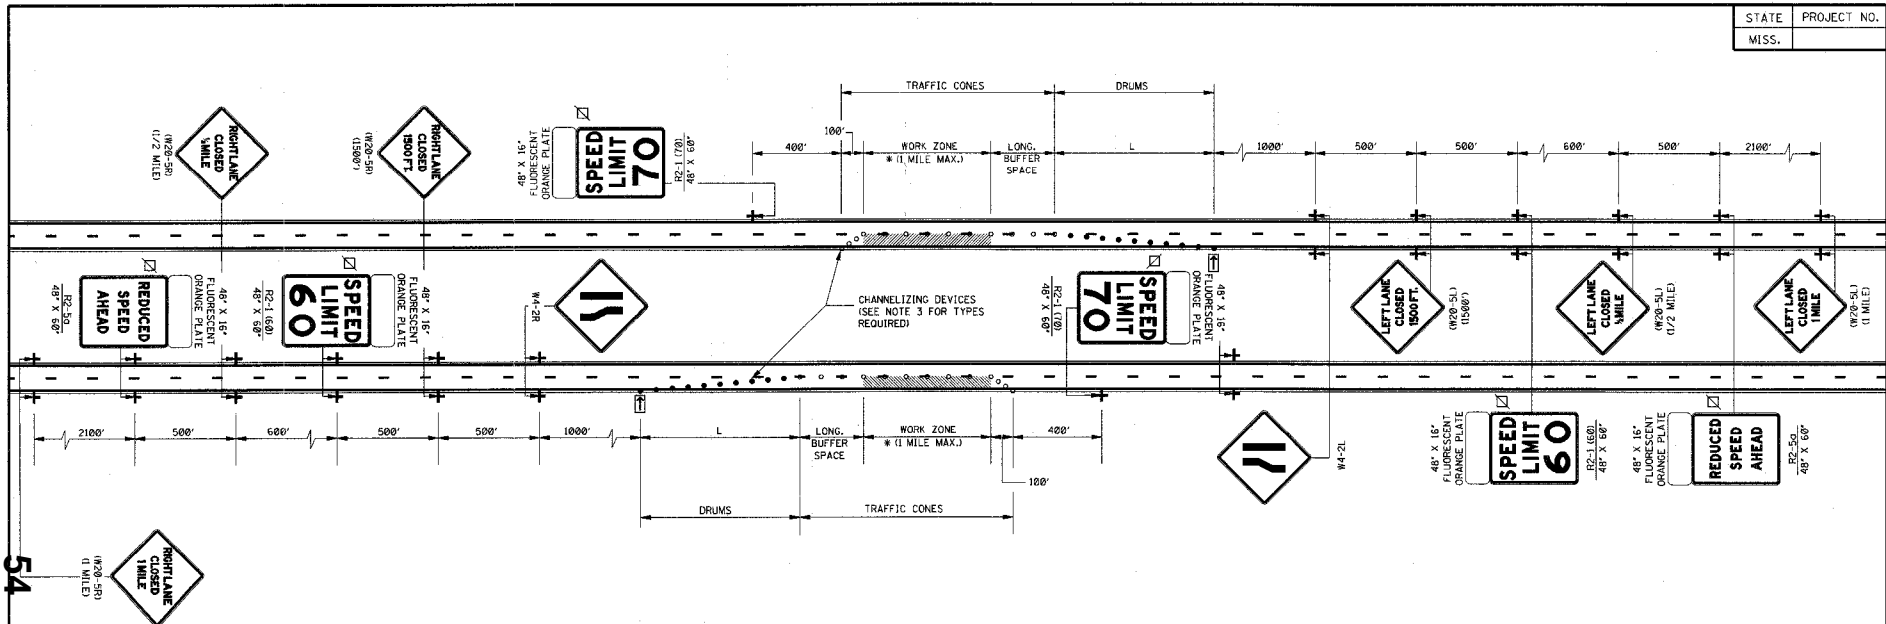 STATE PROJECT NO.
MISS.
TRAFFIC CONES
DRUMS
400'
100'
WORK ZONE
* (1 MILE MAX.)
LONG.
BUFFER
SPACE
L
1000'
500'
500'
600'
500'
2100'
RIGHT LANE
CLOSED
½ MILE
(W20-5R)
(1/2 MILE)
RIGHT LANE
CLOSED
1500 FT.
(W20-5R)
(1500')
SPEED
LIMIT
70
48" X 16"
FLUORESCENT
ORANGE PLATE
R2-1 (70)
48" X 60"
REDUCED
SPEED
AHEAD
R2-5a
48" X 60"
48" X 16"
FLUORESCENT
ORANGE PLATE
SPEED
LIMIT
60
R2-1 (60)
48" X 60"
48" X 16"
FLUORESCENT
ORANGE PLATE
W4-2R
CHANNELIZING DEVICES
(SEE NOTE 3 FOR TYPES
REQUIRED)
R2-1 (70)
48" X 60"
SPEED
LIMIT
70
48" X 16"
FLUORESCENT
ORANGE PLATE
LEFT LANE
CLOSED
1500 FT.
(W20-5L)
(1500')
LEFT LANE
CLOSED
½ MILE
(W20-5L)
(1/2 MILE)
LEFT LANE
CLOSED
1 MILE
(W20-5L)
(1 MILE)
2100'
500'
600'
500'
500'
1000'
L
LONG.
BUFFER
SPACE
WORK ZONE
* (1 MILE MAX.)
400'
100'
DRUMS
TRAFFIC CONES
W4-2L
48" X 16"
FLUORESCENT
ORANGE PLATE
SPEED
LIMIT
60
R2-1 (60)
48" X 60"
48" X 16"
FLUORESCENT
ORANGE PLATE
REDUCED
SPEED
AHEAD
R2-5a
48" X 60"
RIGHT LANE
CLOSED
1 MILE
(W20-5R)
(1 MILE)
54